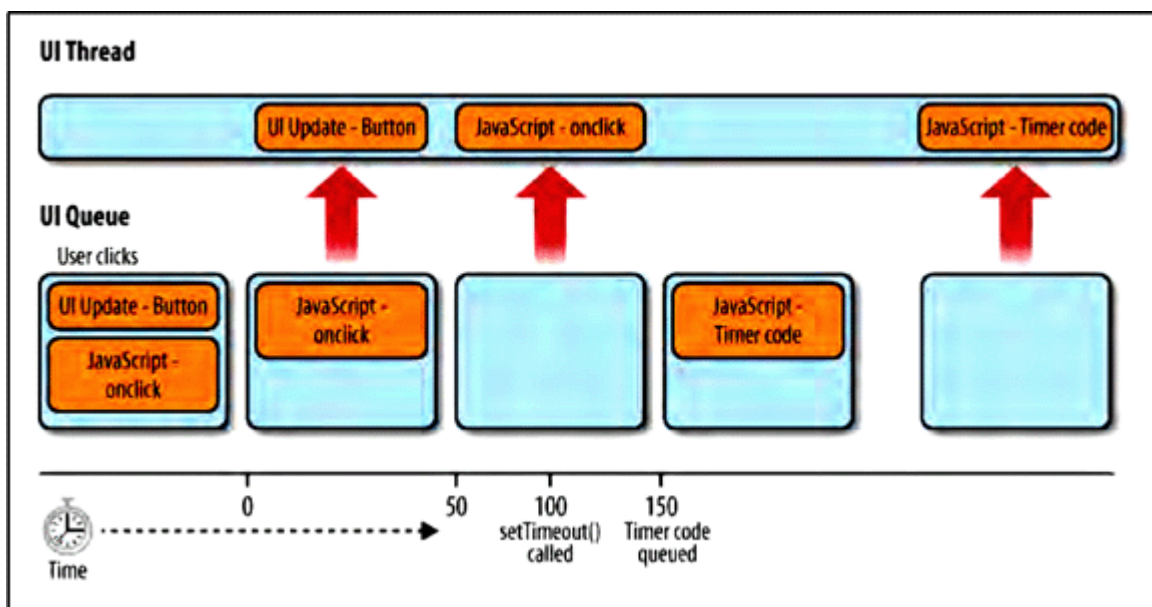 UI Thread
UI Update - Button
JavaScript - onclick
JavaScript - Timer code
UI Queue
User clicks
UI Update - Button
JavaScript -
onclick
JavaScript -
onclick
JavaScript -
Timer code
0
50
100
150
setTimeout()
called
Timer code
queued
Time